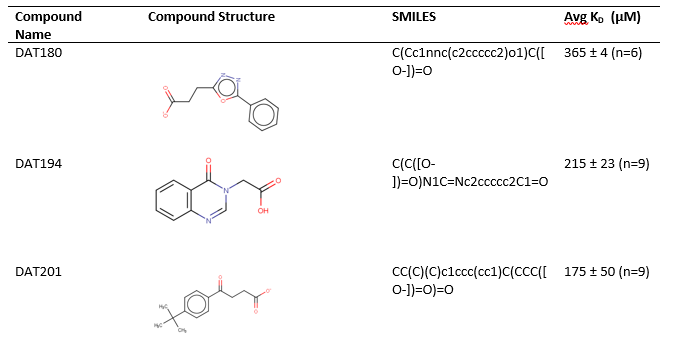 Compound Name
Compound Structure
SMILES
Avg KD (µM)
DAT180
N
N
O
O
O-
C(Cc1nnc(c2ccccc2)o1)C([
O-])=O
365 ± 4 (n=6)
DAT194
O
N
N
O
OH
C(C([O-
])=O)N1C=Nc2ccccc2C1=O
215 ± 23 (n=9)
DAT201
O
O-
O
H₃C
H₃C
CH₃
CC(C)(C)c1ccc(cc1)C(CCC([
O-])=O)=O
175 ± 50 (n=9)